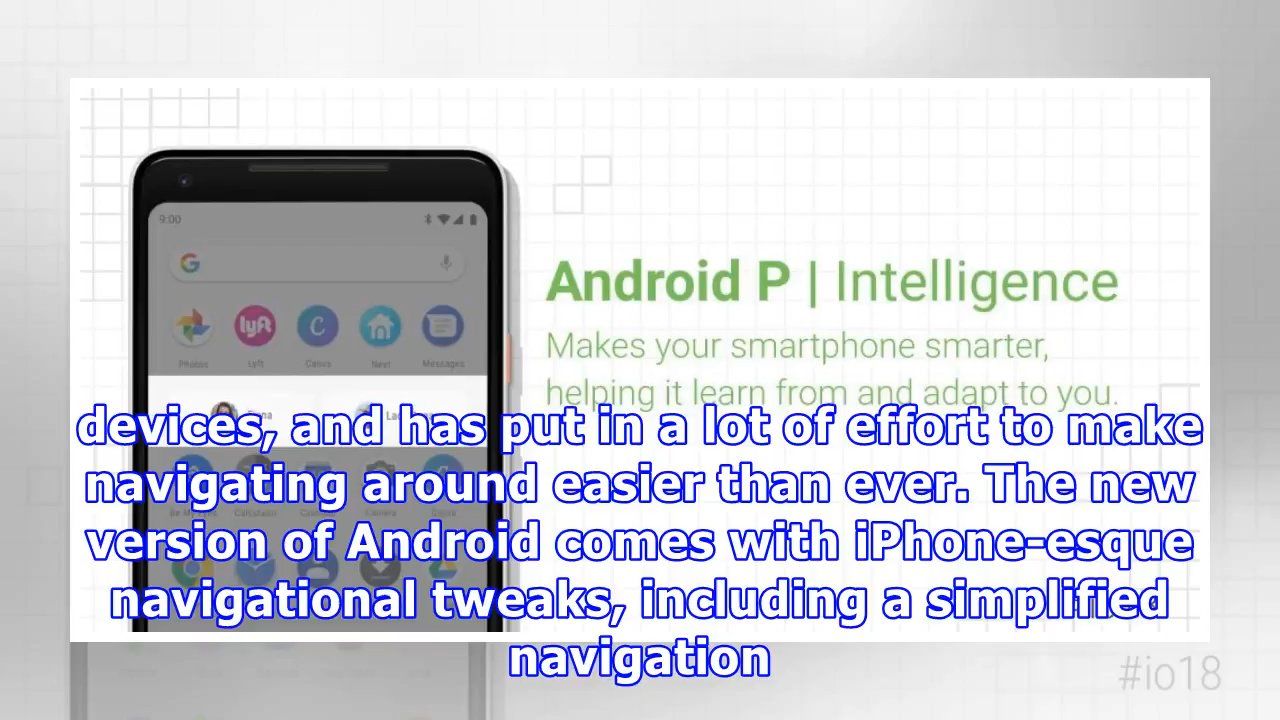 9:00
G
lyft
C
Photos Lyft Canva Nest Messages
Android P | Intelligence
Makes your smartphone smarter,
helping it learn from and adapt to you.
devices, and has put in a lot of effort to make
navigating around easier than ever. The new
version of Android comes with iPhone-esque
navigational tweaks, including a simplified
navigation
#io18